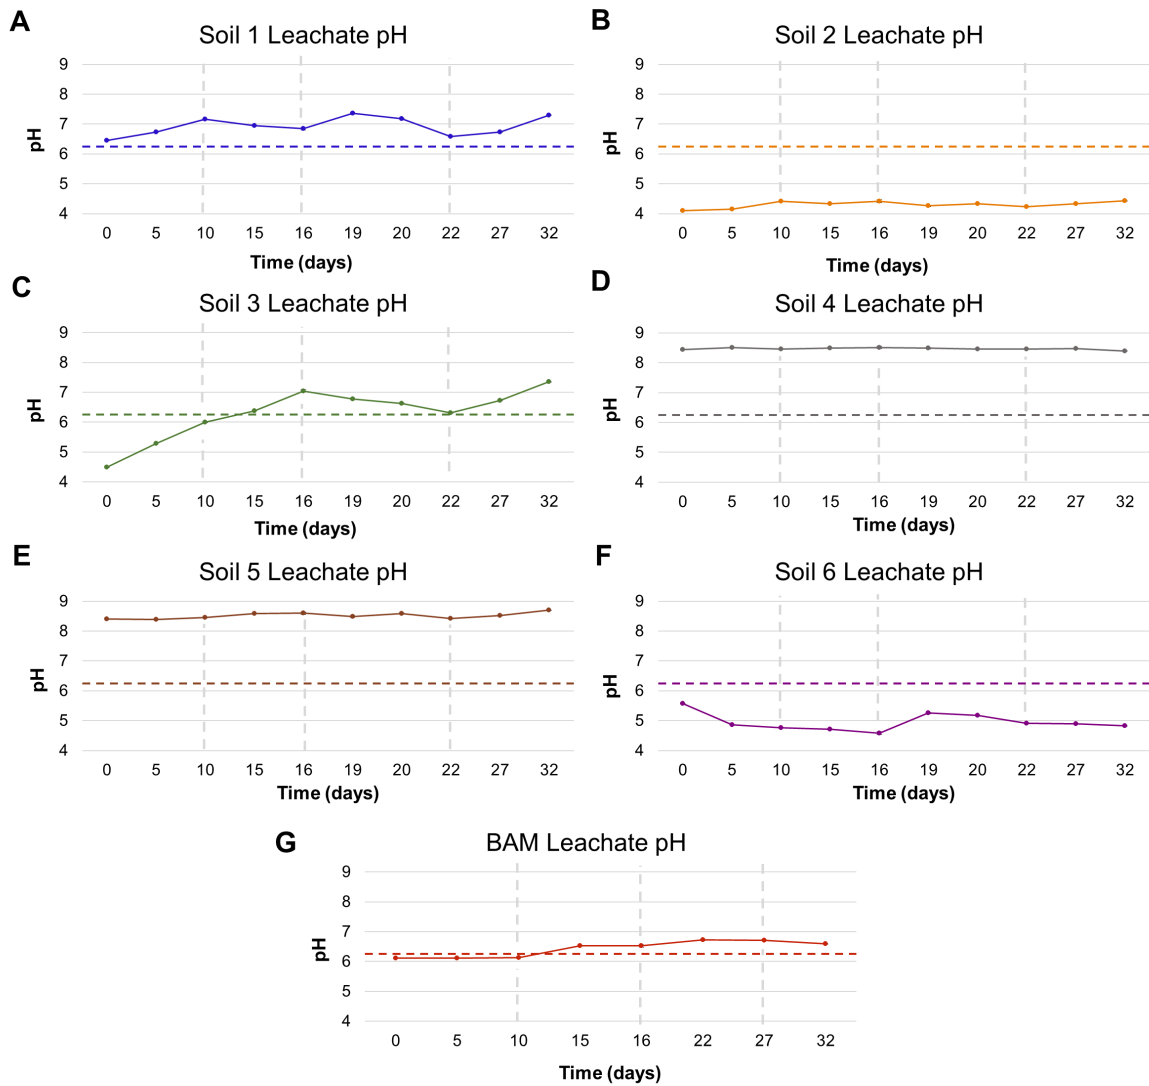 A
Soil 1 Leachate pH
9
8
7
6
5
4
pH
0 5 10 15 16 19 20 22 27 32
Time (days)
B
Soil 2 Leachate pH
9
8
7
6
5
4
pH
0 5 10 15 16 19 20 22 27 32
Time (days)
C
Soil 3 Leachate pH
9
8
7
6
5
4
pH
0 5 10 15 16 19 20 22 27 32
Time (days)
D
Soil 4 Leachate pH
9
8
7
6
5
4
pH
0 5 10 15 16 19 20 22 27 32
Time (days)
E
Soil 5 Leachate pH
9
8
7
6
5
4
pH
0 5 10 15 16 19 20 22 27 32
Time (days)
F
Soil 6 Leachate pH
9
8
7
6
5
4
pH
0 5 10 15 16 19 20 22 27 32
Time (days)
G
BAM Leachate pH
9
8
7
6
5
4
pH
0 5 10 15 16 22 27 32
Time (days)